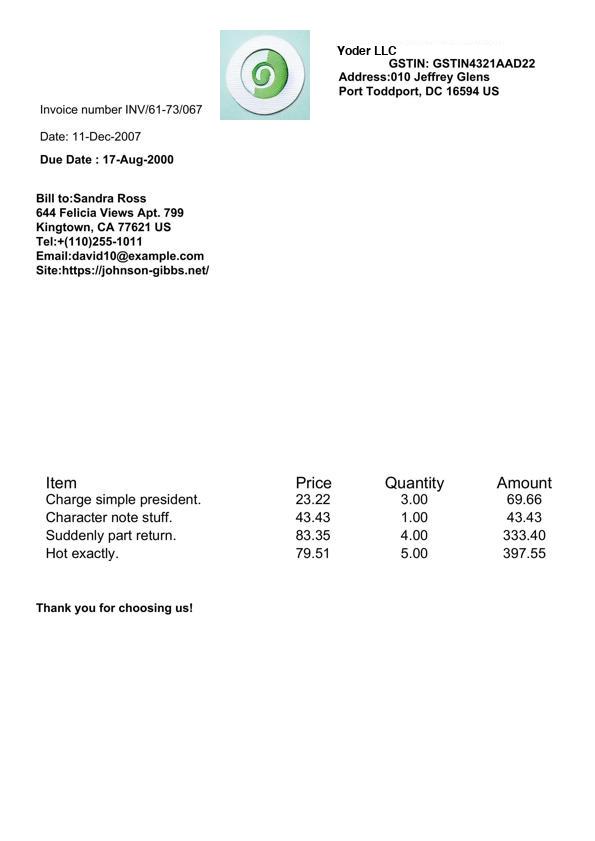 Yoder LLC
GSTIN: GSTIN4321AAD22
Address:010 Jeffrey Glens
Port Toddport, DC 16594 US
Invoice number INV/61-73/067
Date: 11-Dec-2007
Due Date : 17-Aug-2000
Bill to:Sandra Ross
644 Felicia Views Apt. 799
Kingtown, CA 77621 US
Tel:+(110)255-1011
Email:david10@example.com
Site:https://johnson-gibbs.net/
Item Price Quantity Amount
Charge simple president. 23.22 3.00 69.66
Character note stuff. 43.43 1.00 43.43
Suddenly part return. 83.35 4.00 333.40
Hot exactly. 79.51 5.00 397.55
Thank you for choosing us!